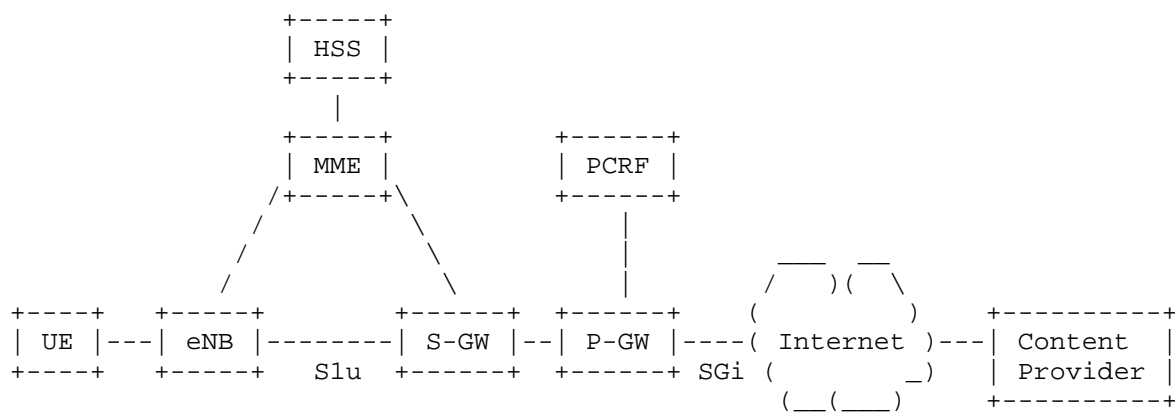 HSS
MME PCRF
UE eNB S-GW P-GW Internet Content
S1u SGi Provider